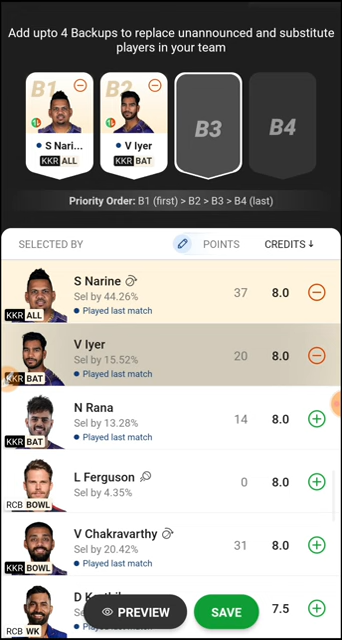 Add upto 4 Backups to replace unannounced and substitute
players in your team
B1
B2
B3
B4
S Nari...
V Iyer
KKR ALL
KKR BAT
Priority Order: B1 (first) > B2 > B3 > B4 (last)
SELECTED BY POINTS CREDITS ↓
S Narine
Sel by 44.26% 37 8.0
Played last match
KKR ALL
V Iyer
Sel by 15.52% 20 8.0
Played last match
KKR BAT
N Rana
Sel by 13.28% 14 8.0
Played last match
KKR BAT
L Ferguson
Sel by 4.35% 0 8.0
RCB BOWL
V Chakravarthy
Sel by 20.42% 31 8.0
Played last match
KKR BOWL
7.5
RCB WK
PREVIEW
SAVE